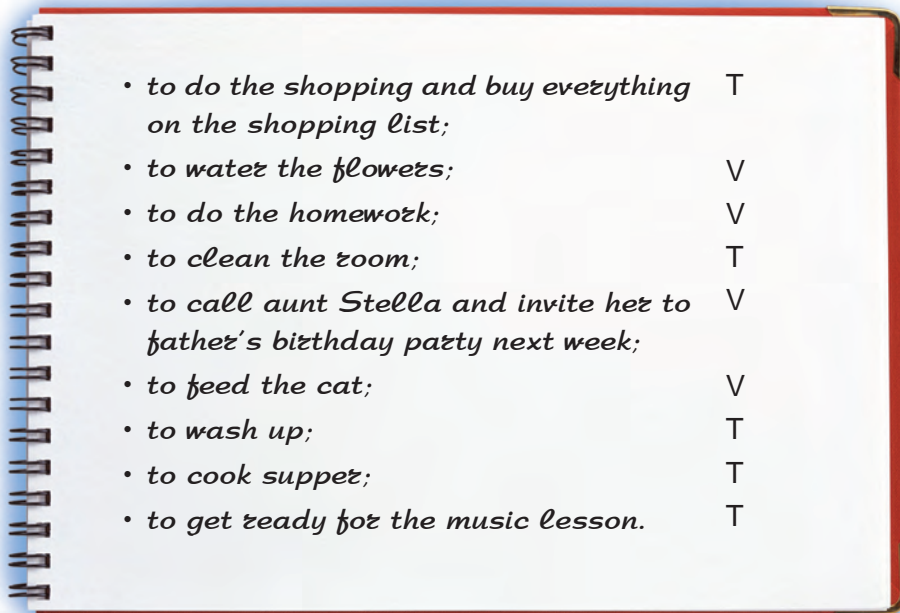 • to do the shopping and buy everything T
on the shopping list;
• to water the flowers; V
• to do the homework; V
• to clean the room; T
• to call aunt Stella and invite her to V
father's birthday party next week;
• to feed the cat; V
• to wash up; T
• to cook supper; T
• to get ready for the music lesson. T